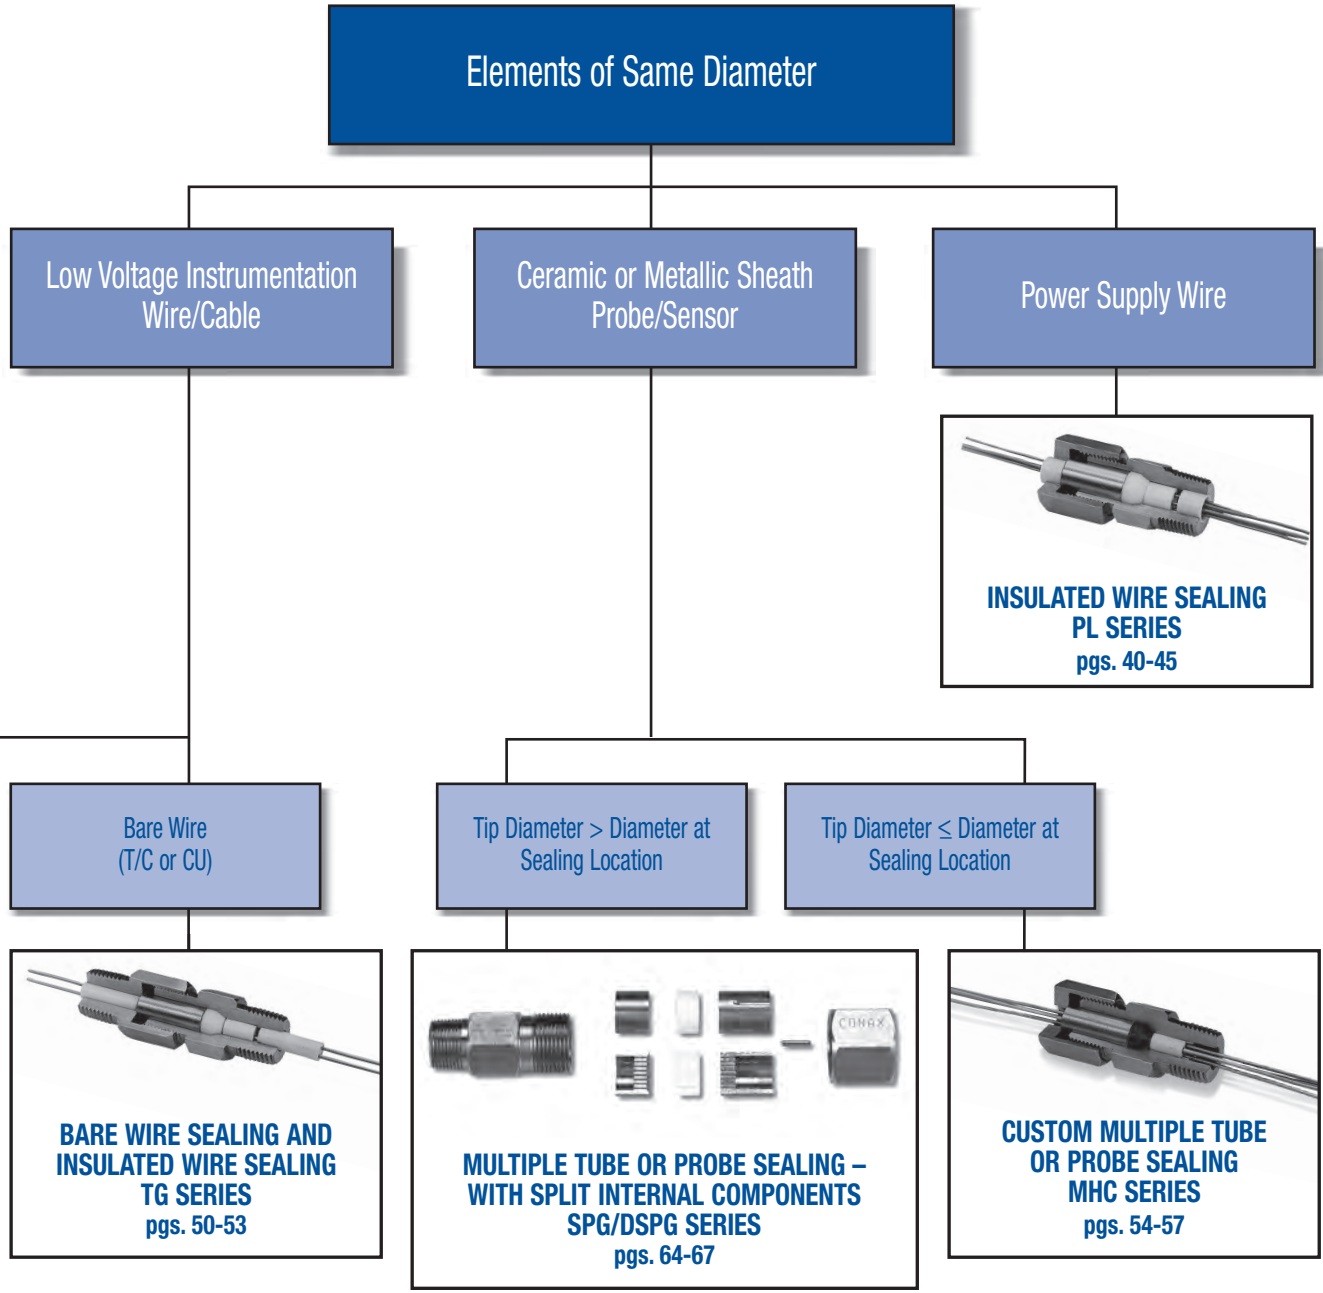 Elements of Same Diameter
Low Voltage Instrumentation
Wire/Cable
Ceramic or Metallic Sheath
Probe/Sensor
Power Supply Wire
INSULATED WIRE SEALING
PL SERIES
pgs. 40-45
Bare Wire
(T/C or CU)
Tip Diameter > Diameter at
Sealing Location
Tip Diameter ≤ Diameter at
Sealing Location
BARE WIRE SEALING AND
INSULATED WIRE SEALING
TG SERIES
pgs. 50-53
CONAX
MULTIPLE TUBE OR PROBE SEALING –
WITH SPLIT INTERNAL COMPONENTS
SPG/DSPG SERIES
pgs. 64-67
CUSTOM MULTIPLE TUBE
OR PROBE SEALING
MHC SERIES
pgs. 54-57